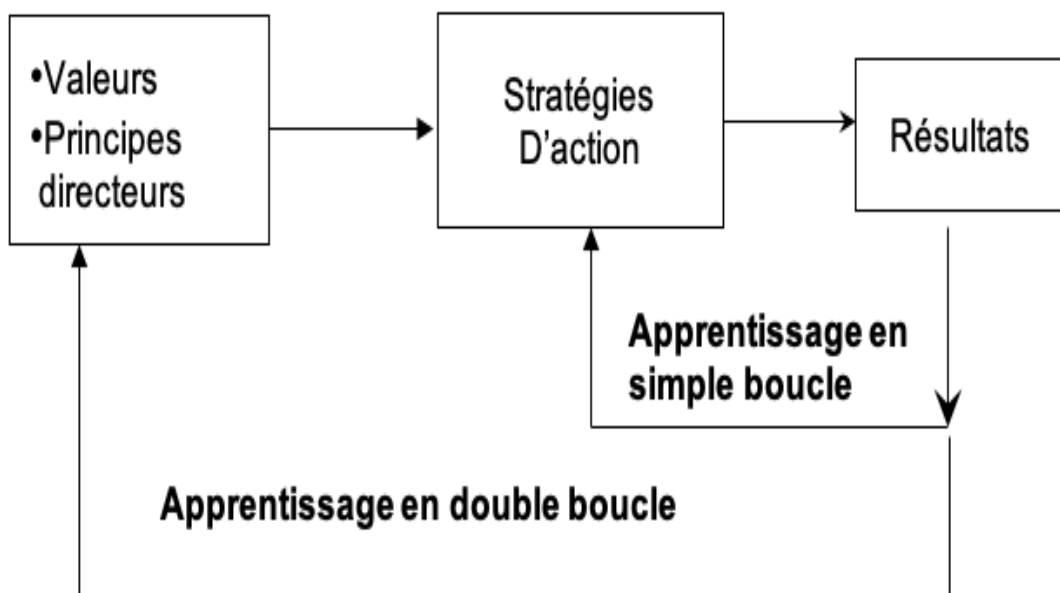 •Valeurs
•Principes
directeurs
Stratégies
D'action
Résultats
Apprentissage en
simple boucle
Apprentissage en double boucle